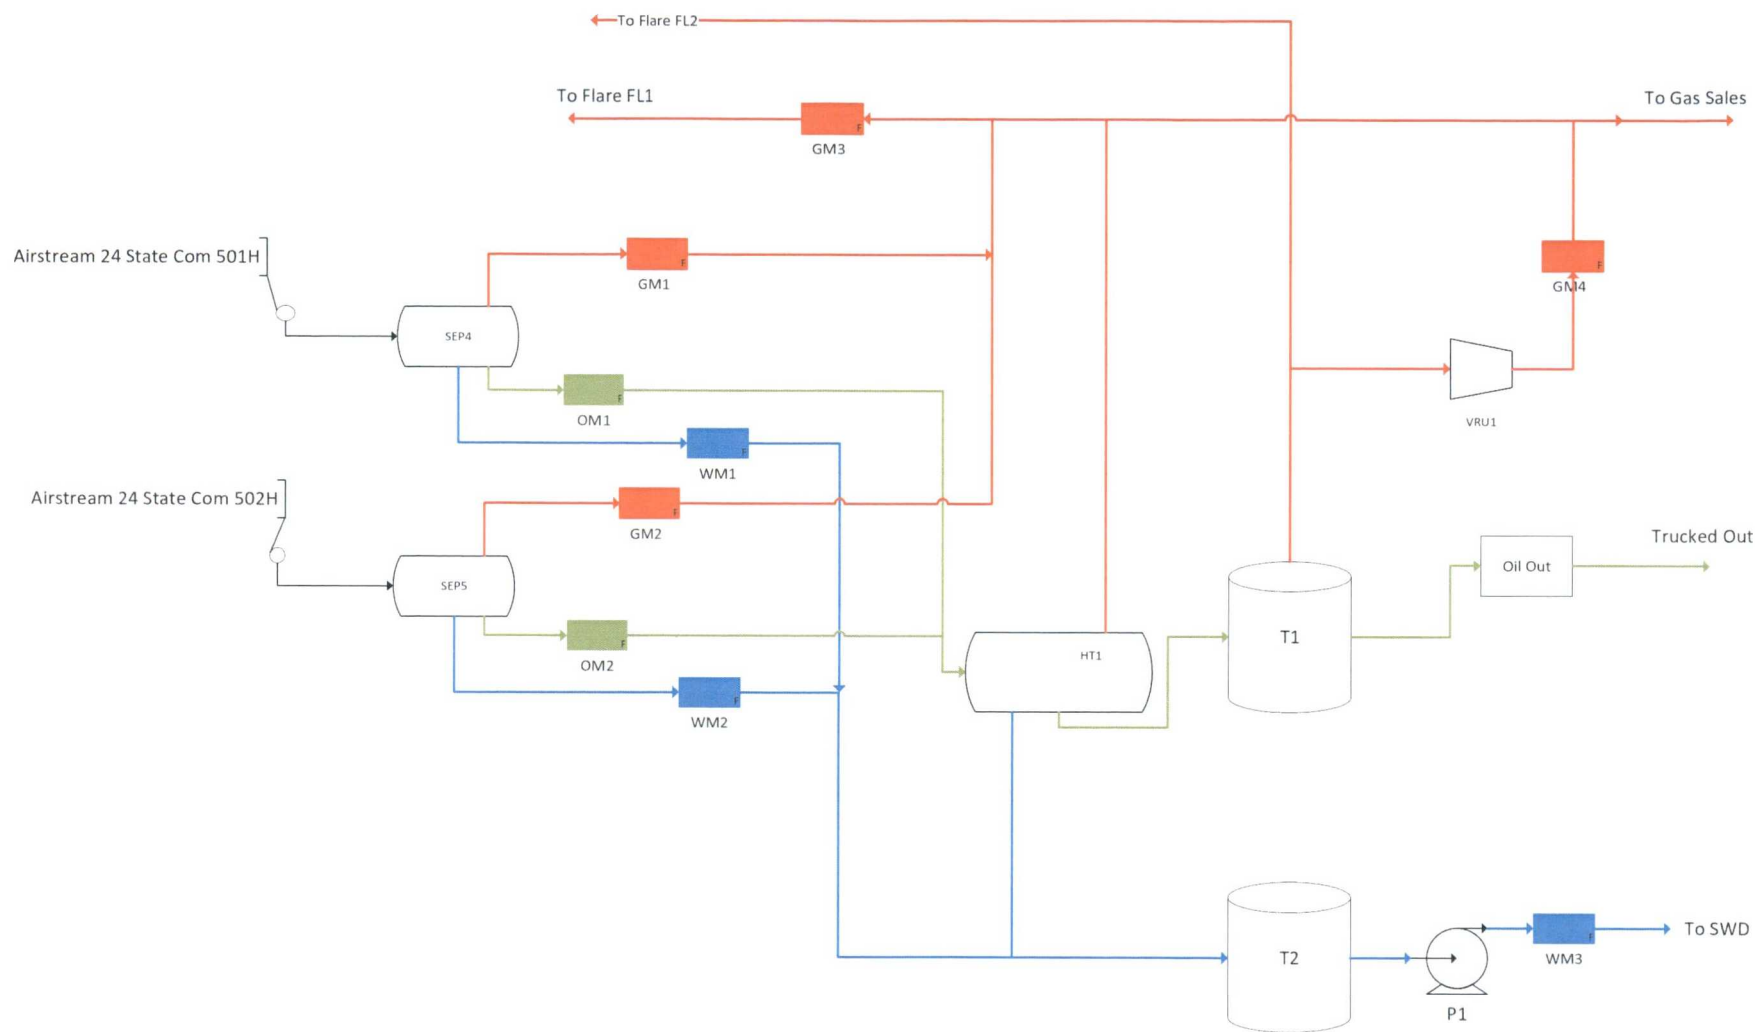 To Flare FL2
To Flare FL1
To Gas Sales
F
GM3
Airstream 24 State Com 501H
F
GM1
F
GM4
SEP4
F
OM1
VRU1
F
WM1
Airstream 24 State Com 502H
F
GM2
Trucked Out
Oil Out
SEP5
F
OM2
HT1
T1
F
WM2
To SWD
F
T2
WM3
P1